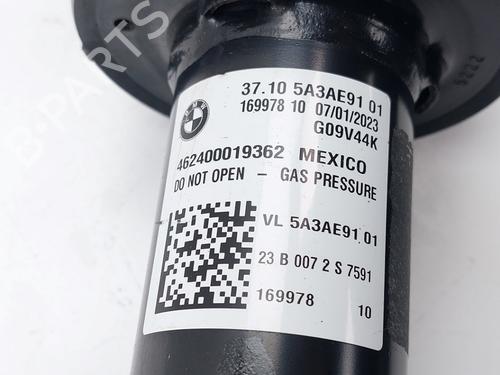 B-PARTS
BMW
37.10 5A3AE91 01
169978 10 07/01/2023
G09V44K
462400019362 MEXICO
DO NOT OPEN - GAS PRESSURE
VL 5A3AE91 01
23 B 007 2 S 7591
169978 10